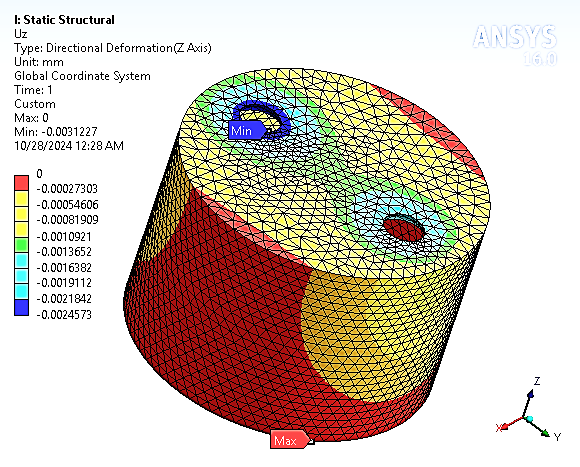 I: Static Structural
Uz
Type: Directional Deformation(Z Axis)
Unit: mm
Global Coordinate System
Time: 1
Custom
Max: 0
Min: -0.0031227
10/28/2024 12:28 AM
ANSYS
16.0
0
-0.00027303
-0.00054606
-0.00081909
-0.0010921
-0.0013652
-0.0016382
-0.0019112
-0.0021842
-0.0024573
Min
Max
Z
X
Y